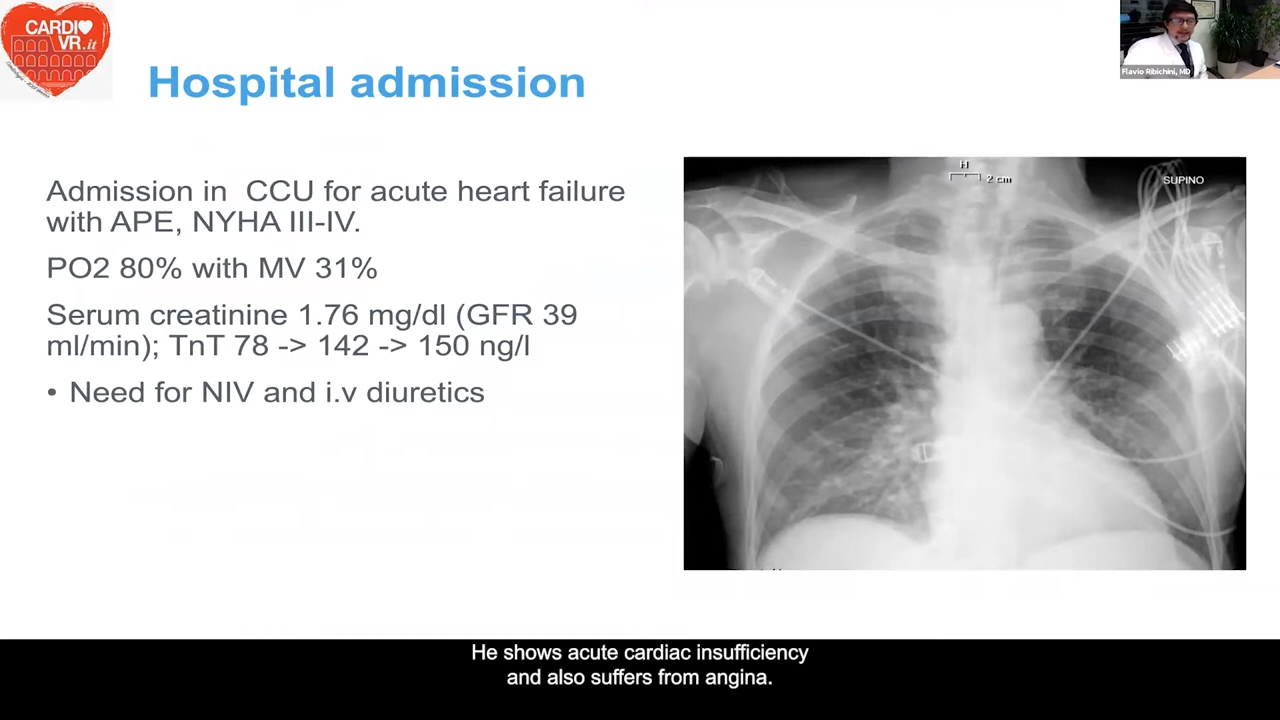 CARDIO
VR.it
Flavio Ribichini, MD
Hospital admission
Admission in CCU for acute heart failure
with APE, NYHA III-IV.
PO2 80% with MV 31%
Serum creatinine 1.76 mg/dl (GFR 39
ml/min); TnT 78 -> 142 -> 150 ng/l
• Need for NIV and i.v diuretics
H
2 cm
SUPINO
He shows acute cardiac insufficiency
and also suffers from angina.